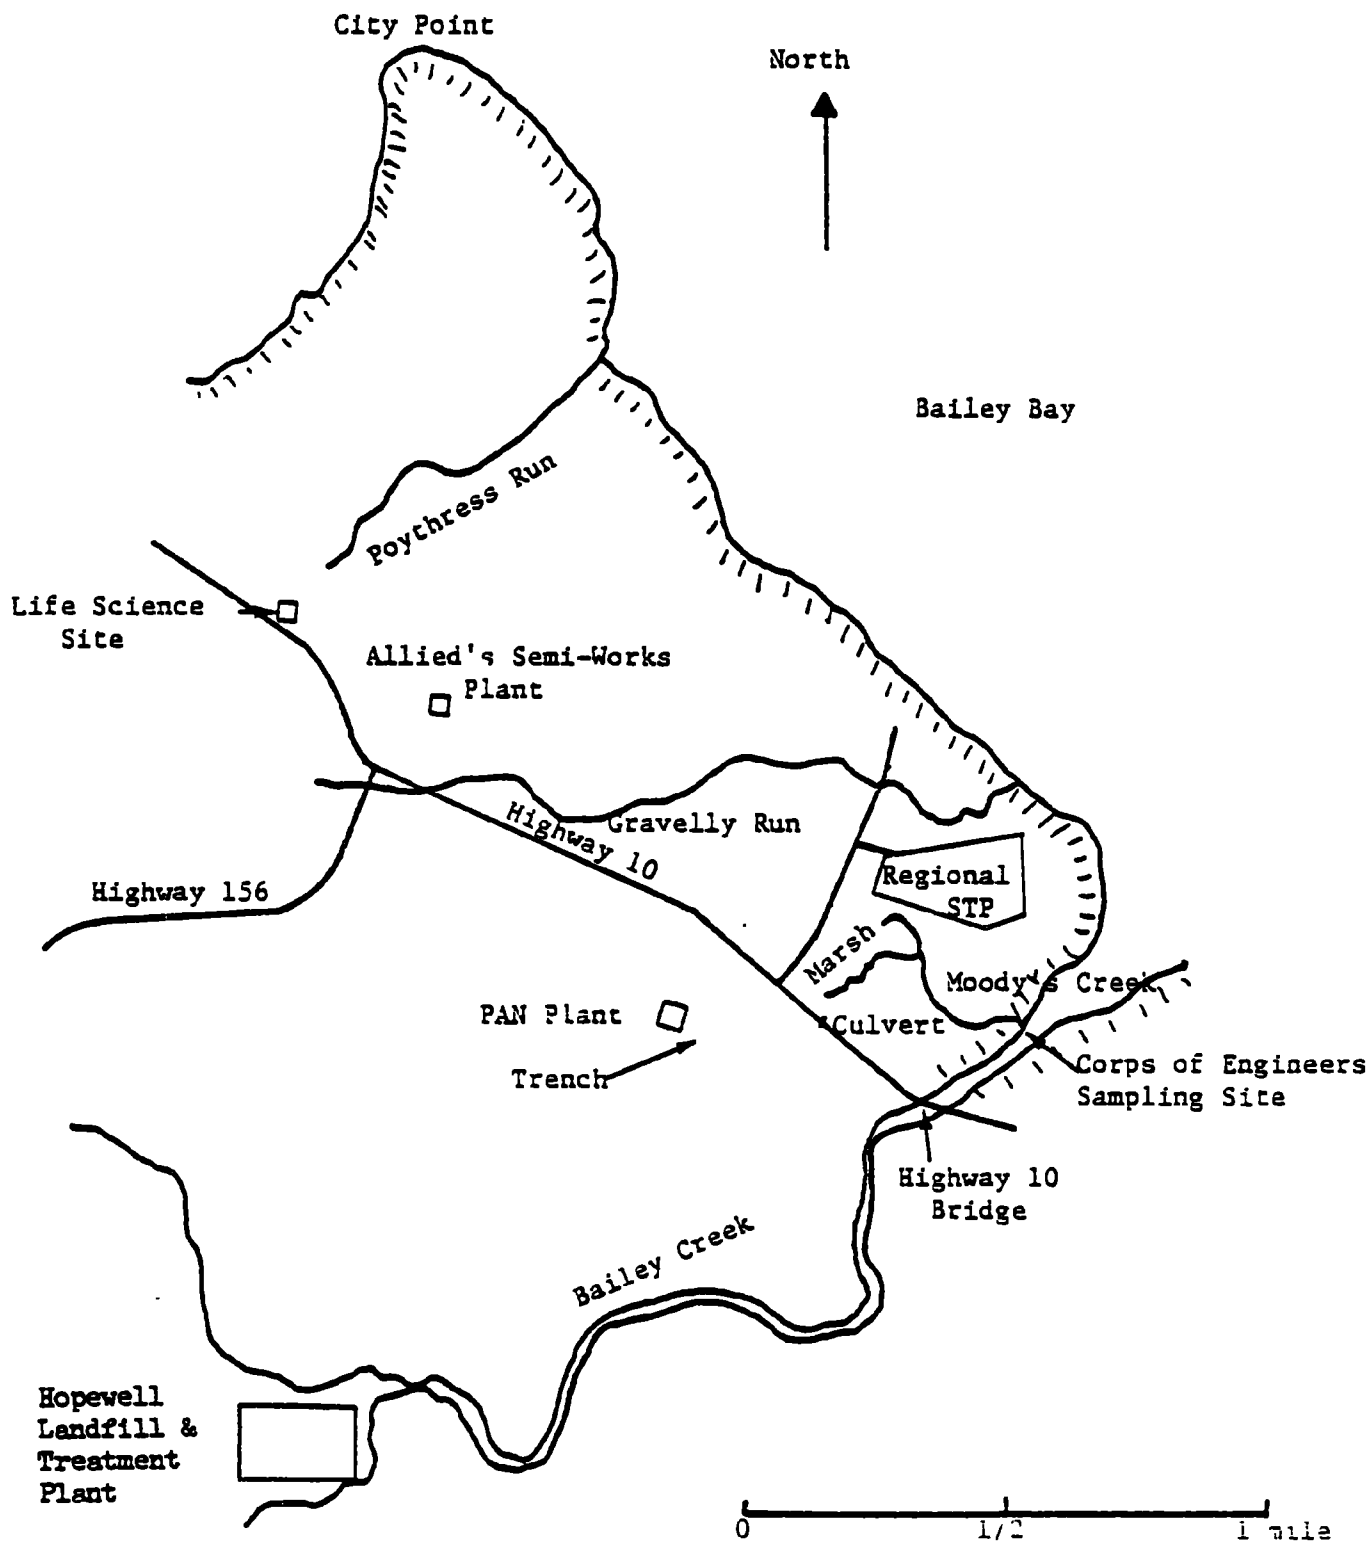 City Point
North
Bailey Bay
Poythress Run
Life Science
Site
Allied's Semi-Works
Plant
Highway 10
Gravelly Run
Highway 156
Regional
STP
Marsh
Moody's Creek
PAN Plant
Culvert
Trench
Corps of Engineers
Sampling Site
Highway 10
Bridge
Bailey Creek
Hopewell
Landfill &
Treatment
Plant
0 1/2 1 mile